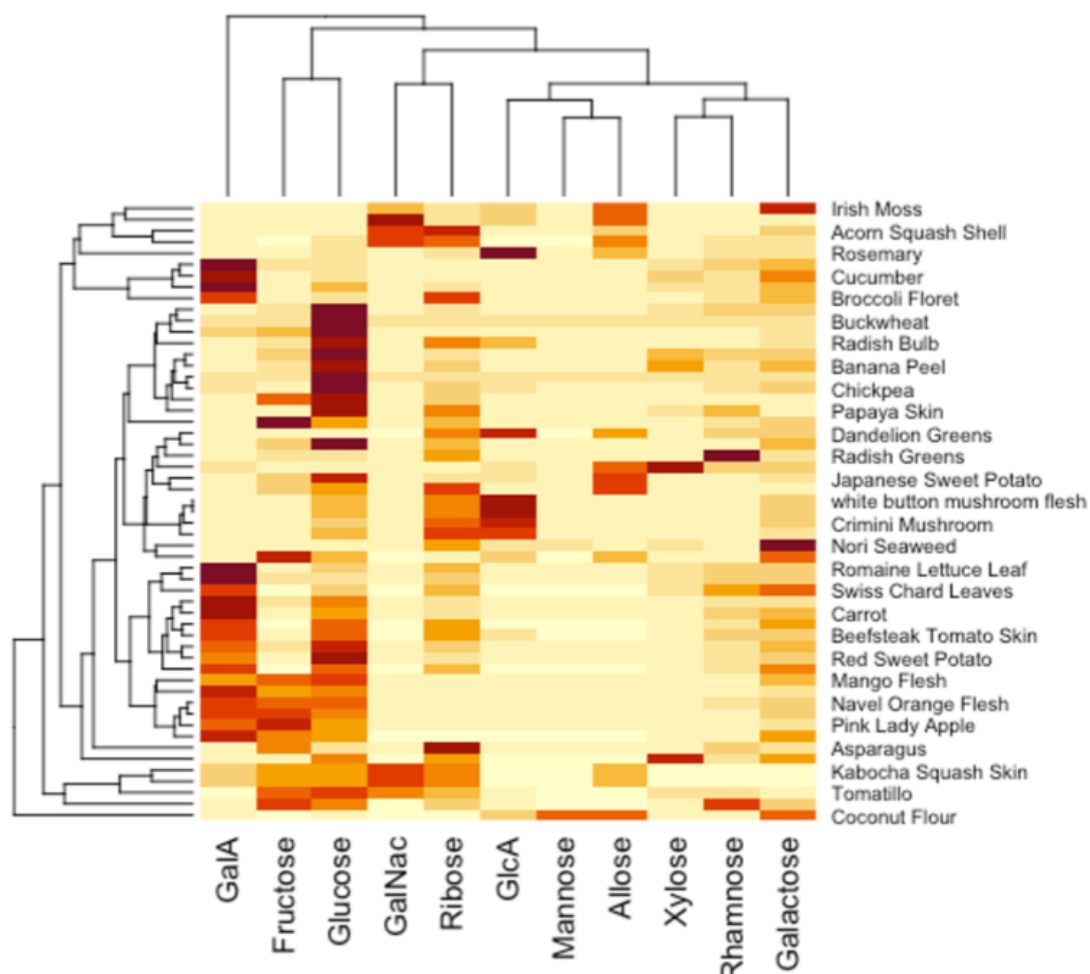 Irish Moss
Acorn Squash Shell
Rosemary
Cucumber
Broccoli Floret
Buckwheat
Radish Bulb
Banana Peel
Chickpea
Papaya Skin
Dandelion Greens
Radish Greens
Japanese Sweet Potato
white button mushroom flesh
Crimini Mushroom
Nori Seaweed
Romaine Lettuce Leaf
Swiss Chard Leaves
Carrot
Beefsteak Tomato Skin
Red Sweet Potato
Mango Flesh
Navel Orange Flesh
Pink Lady Apple
Asparagus
Kabocha Squash Skin
Tomatillo
Coconut Flour
GalA
Fructose
Glucose
GalNac
Ribose
GlcA
Mannose
Allose
Xylose
Rhamnose
Galactose